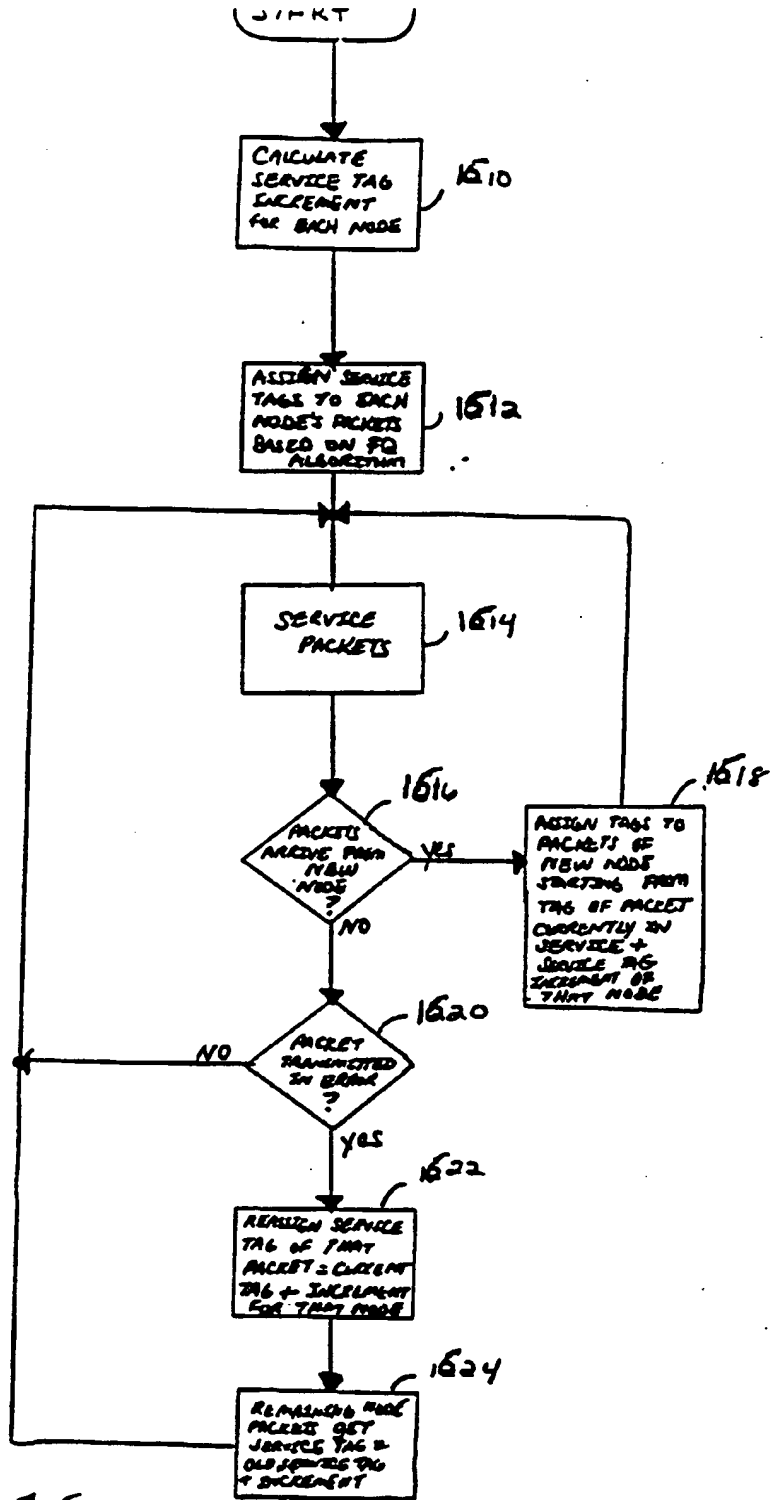 START
CALCULATE
SERVICE TAG
INCREMENT
FOR EACH NODE
1610
ASSIGN SERVICE
TAGS TO EACH
NODE'S PACKETS
BASED ON FQ
ALGORITHM
1612
SERVICE
PACKETS
1614
1616
PACKETS
ARRIVE FROM
NEW
NODE
?
yes
NO
1618
ASSIGN TAGS TO
PACKETS OF
NEW NODE
STARTING FROM
TAG OF PACKET
CURRENTLY IN
SERVICE +
SERVICE TAG
INCREMENT OF
THAT NODE
1620
PACKET
TRANSMITTED
IN ERROR
?
NO
yes
1622
REASSIGN SERVICE
TAG OF THAT
PACKET = CURRENT
TAG + INCREMENT
FOR THAT NODE
1624
REMAINING NODE
PACKETS GET
SERVICE TAG =
OLD SERVICE TAG
+ INCREMENT